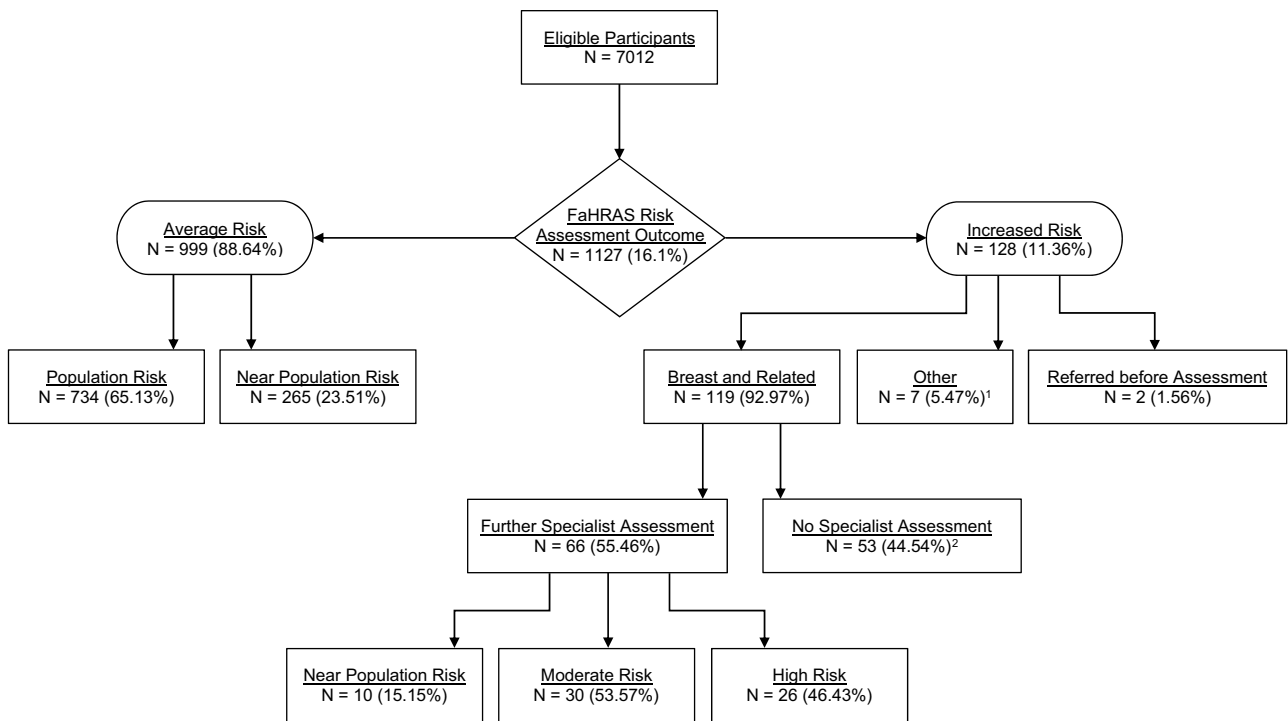 Eligible Participants
N = 7012
FaHRAS Risk
Assessment Outcome
N = 1127 (16.1%)
Average Risk
N = 999 (88.64%)
Increased Risk
N = 128 (11.36%)
Population Risk
N = 734 (65.13%)
Near Population Risk
N = 265 (23.51%)
Breast and Related
N = 119 (92.97%)
Other
N = 7 (5.47%)¹
Referred before Assessment
N = 2 (1.56%)
Further Specialist Assessment
N = 66 (55.46%)
No Specialist Assessment
N = 53 (44.54%)²
Near Population Risk
N = 10 (15.15%)
Moderate Risk
N = 30 (53.57%)
High Risk
N = 26 (46.43%)